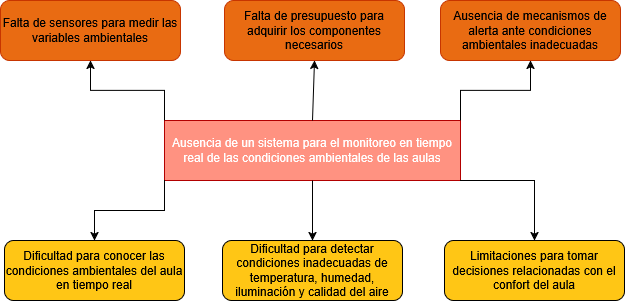 Falta de sensores para medir las
variables ambientales
Falta de presupuesto para
adquirir los componentes
necesarios
Ausencia de mecanismos de
alerta ante condiciones
ambientales inadecuadas
Ausencia de un sistema para el monitoreo en tiempo
real de las condiciones ambientales de las aulas
Dificultad para conocer las
condiciones ambientales del aula
en tiempo real
Dificultad para detectar
condiciones inadecuadas de
temperatura, humedad,
iluminación y calidad del aire
Limitaciones para tomar
decisiones relacionadas con el
confort del aula